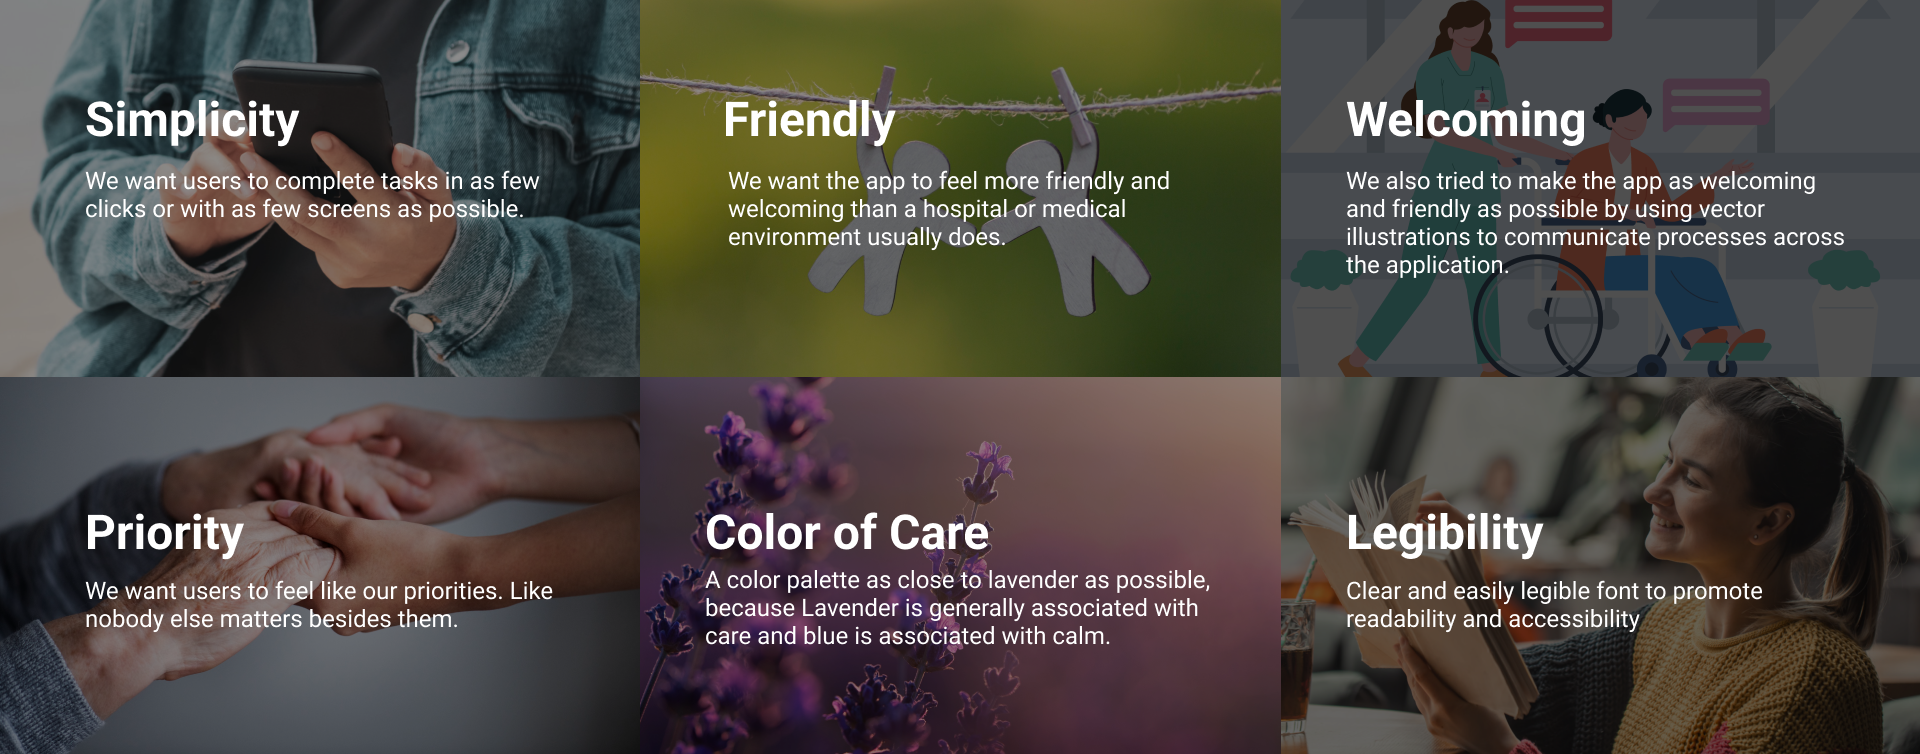 Simplicity
We want users to complete tasks in as few
clicks or with as few screens as possible.
Friendly
We want the app to feel more friendly and
welcoming than a hospital or medical
environment usually does.
Welcoming
We also tried to make the app as welcoming
and friendly as possible by using vector
illustrations to communicate processes across
the application.
Priority
We want users to feel like our priorities. Like
nobody else matters besides them.
Color of Care
A color palette as close to lavender as possible,
because Lavender is generally associated with
care and blue is associated with calm.
Legibility
Clear and easily legible font to promote
readability and accessibility